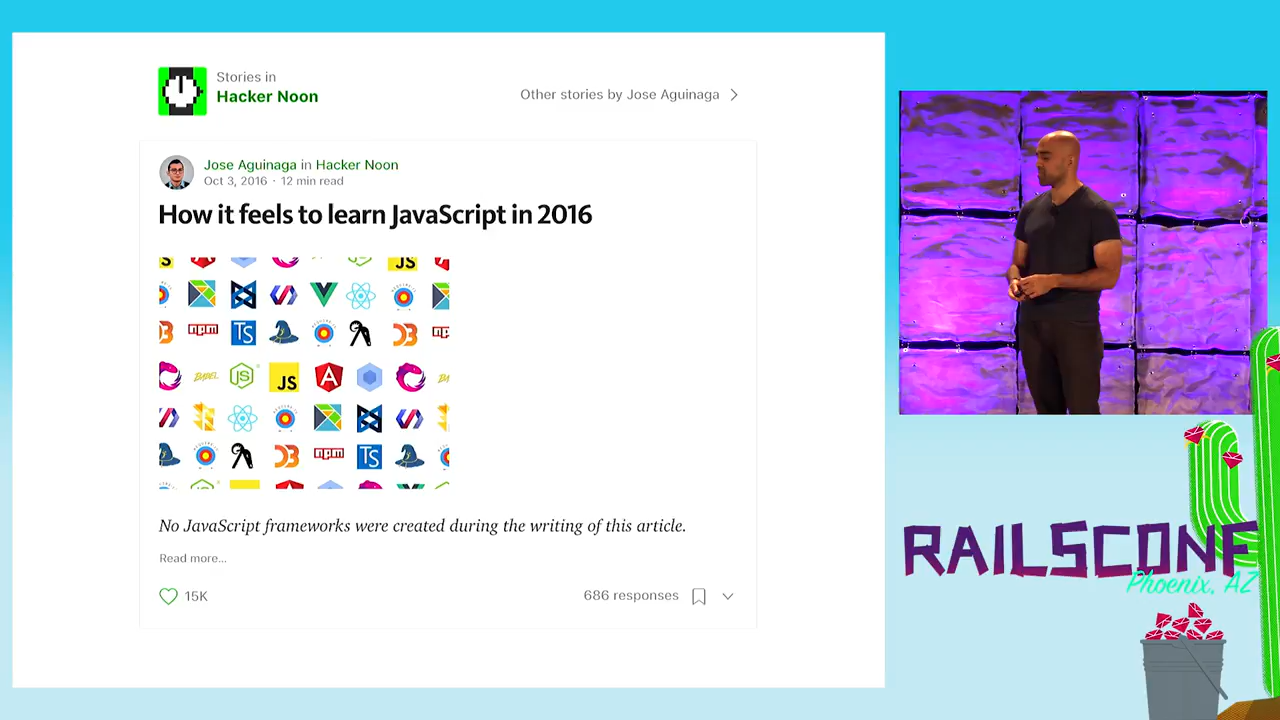 Stories in
Hacker Noon
Other stories by Jose Aguinaga
Jose Aguinaga in Hacker Noon
Oct 3, 2016 · 12 min read
How it feels to learn JavaScript in 2016
JS
JS
npm
TS
JS
JS
npm
TS
No JavaScript frameworks were created during the writing of this article.
Read more...
15K
686 responses
RAILSCONF
Phoenix, AZ